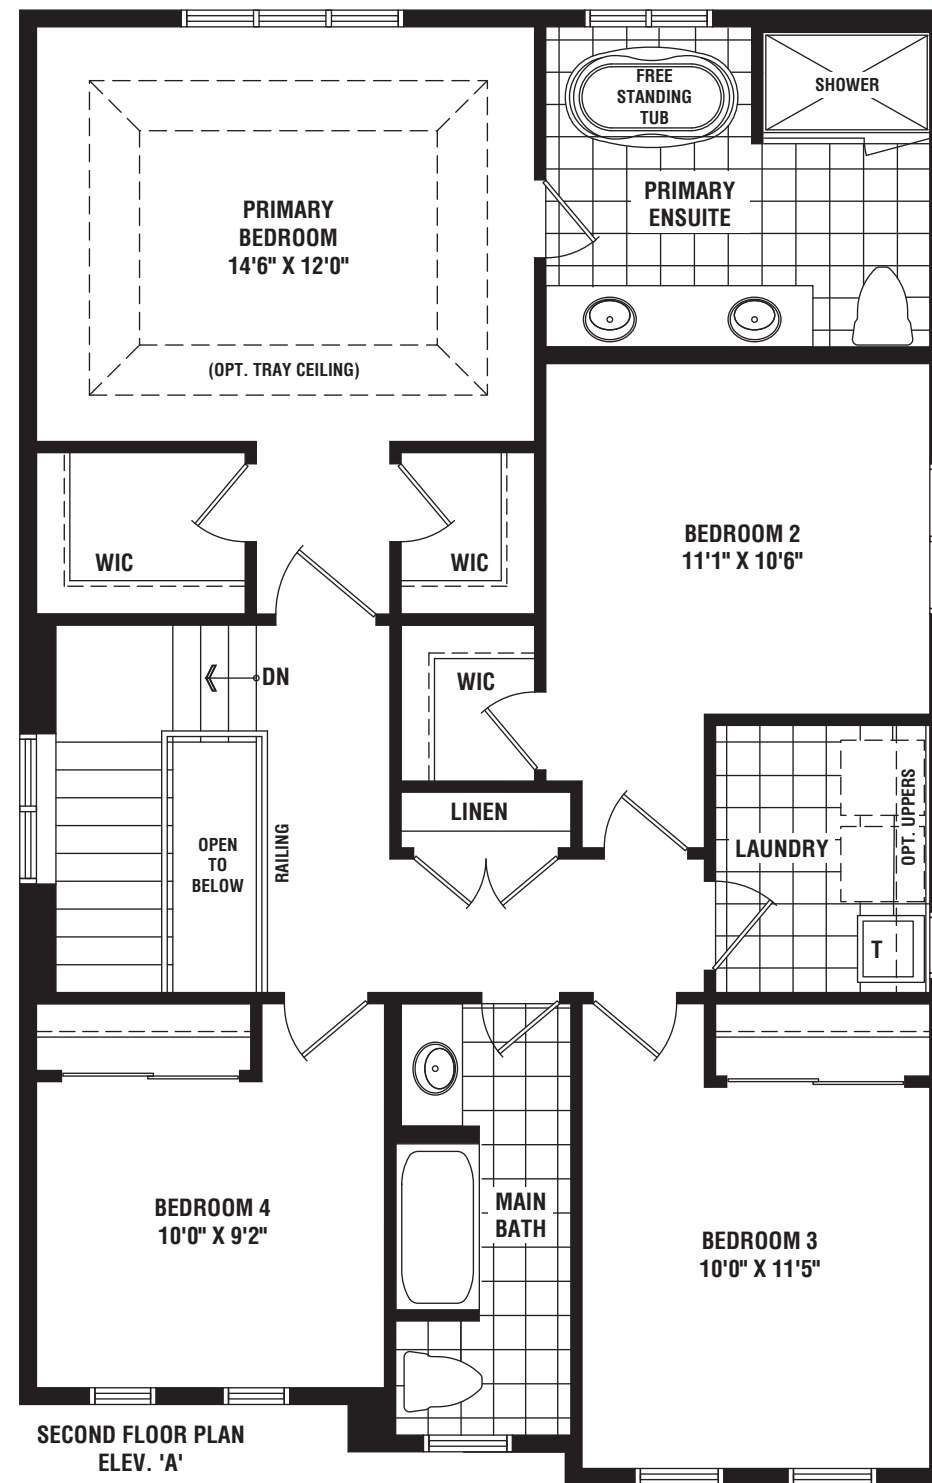 FREE
STANDING
TUB
SHOWER
PRIMARY
ENSUITE
PRIMARY
BEDROOM
14'6" X 12'0"
(OPT. TRAY CEILING)
WIC
WIC
BEDROOM 2
11'1" X 10'6"
DN
WIC
LINEN
OPEN
TO
BELOW
RAILING
LAUNDRY
OPT. UPPERS
T
BEDROOM 4
10'0" X 9'2"
MAIN
BATH
BEDROOM 3
10'0" X 11'5"
SECOND FLOOR PLAN
ELEV. 'A'